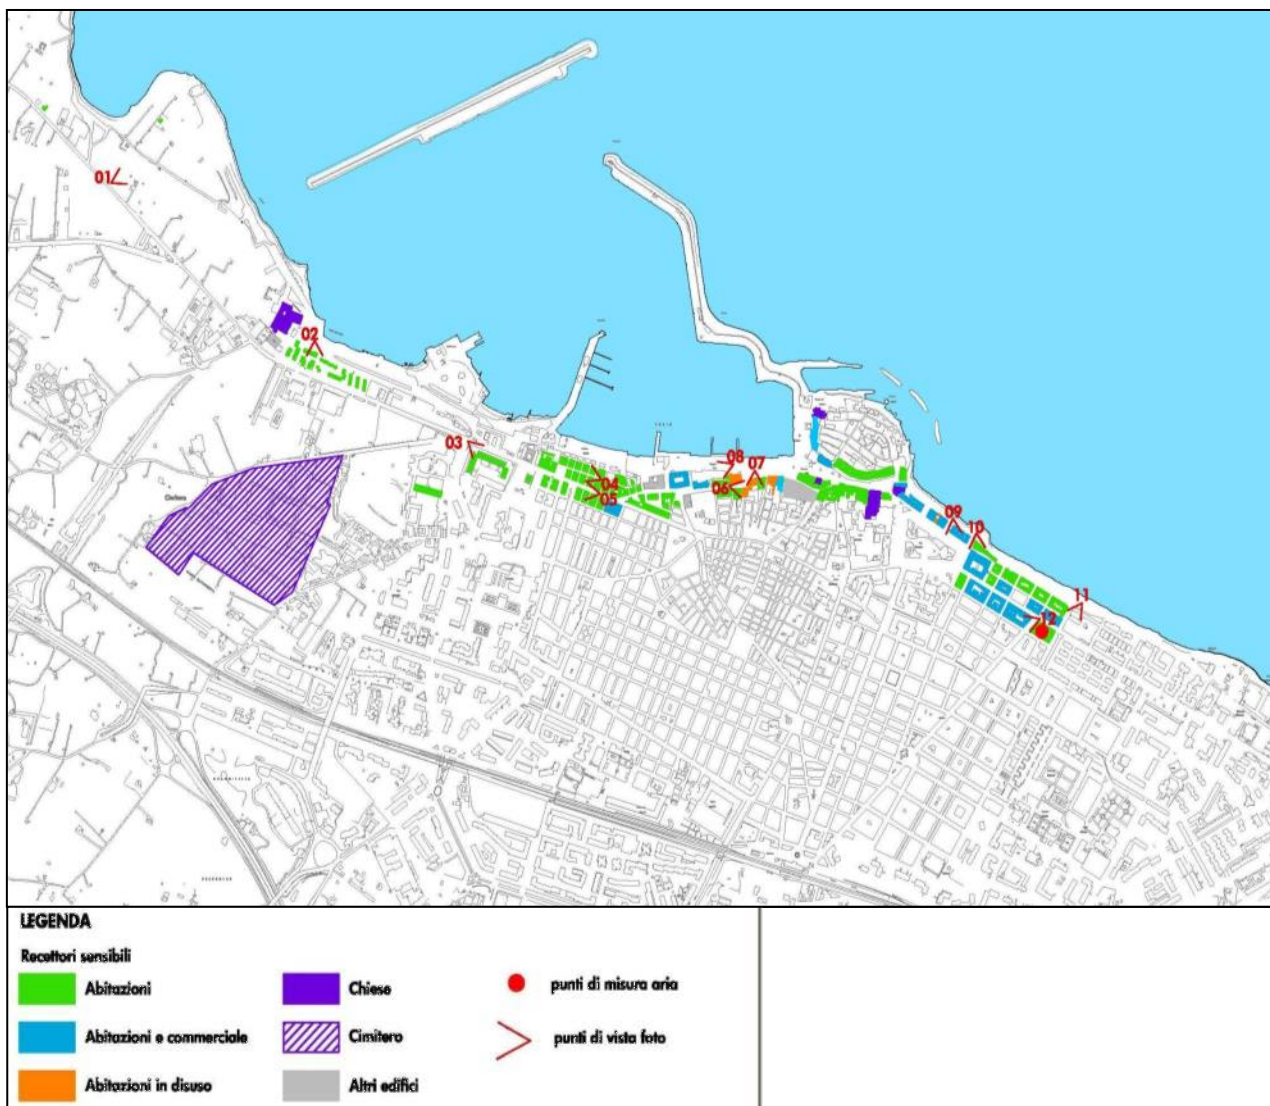 01
02
03
08
07
04
06
05
09
10
11
12
Cimitero
LEGENDA
Recettori sensibili
Abitazioni
Chiese
punti di misura aria
Abitazioni e commerciale
Cimitero
punti di vista foto
Abitazioni in disuso
Altri edifici